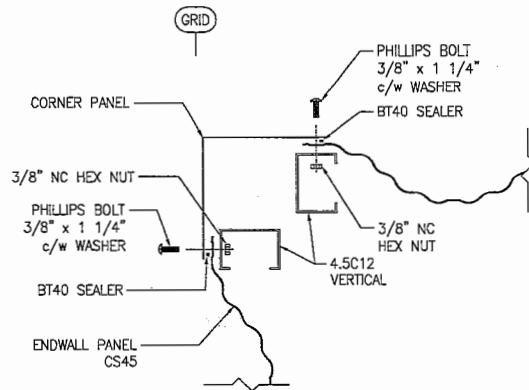 GRID
PHILLIPS BOLT
3/8" x 1 1/4"
c/w WASHER
CORNER PANEL
BT40 SEALER
3/8" NC HEX NUT
PHILLIPS BOLT
3/8" x 1 1/4"
c/w WASHER
3/8" NC
HEX NUT
4.5C12
VERTICAL
BT40 SEALER
ENDWALL PANEL
CS45